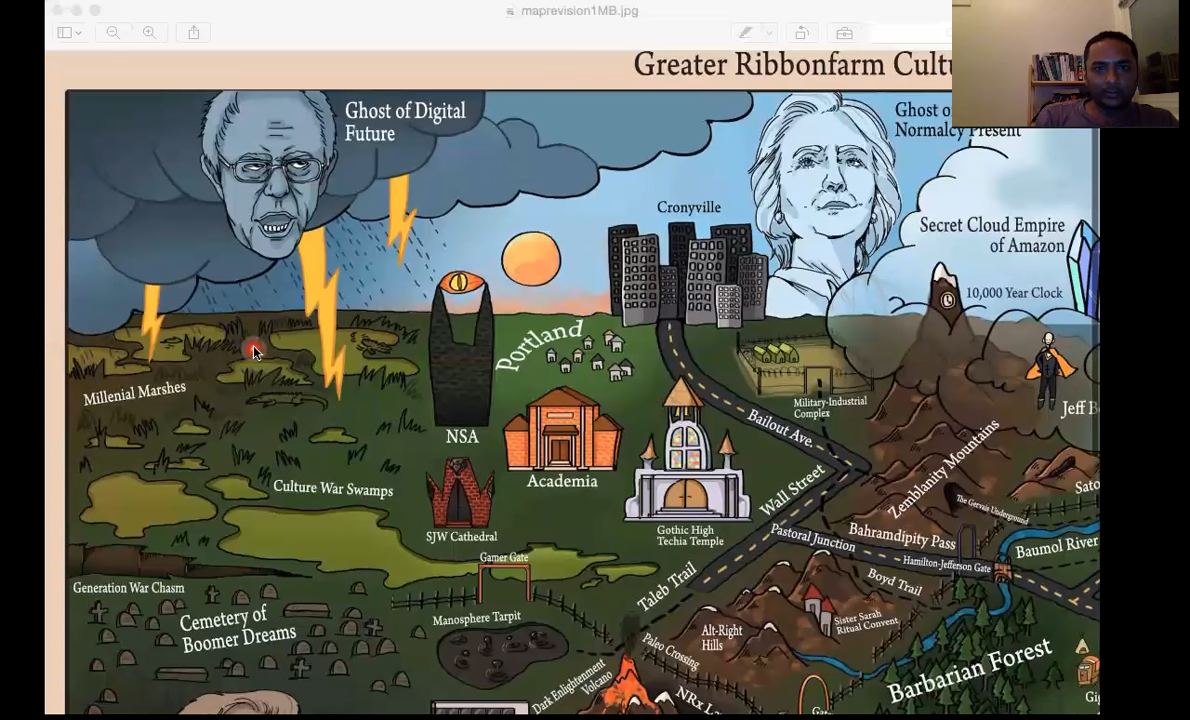 maprevision1MB.jpg
Greater Ribbonfarm
Ghost of Digital
Future
Ghost
Normalcy Present
Cronyville
Secret Cloud Empire
of Amazon
10,000 Year Clock
Portland
Millenial Marshes
Military-Industrial
Complex
Jeff
Bailout Ave.
NSA
Academia
Zemblanity Mountains
Culture War Swamps
Wall Street
The Gervais Underground
SJW Cathedral
Gothic High
Techia Temple
Pastoral Junction
Bahramdipity Pass
Baumol River
Gamer Gate
Hamilton-Jefferson Gate
Generation War Chasm
Taleb Trail
Boyd Trail
Cemetery of
Boomer Dreams
Manosphere Tarpit
Alt-Right
Hills
Sister Sarah
Ritual Convent
Paleo Crossing
Barbarian Forest
Dark Enlightenment
Volcano
NRx